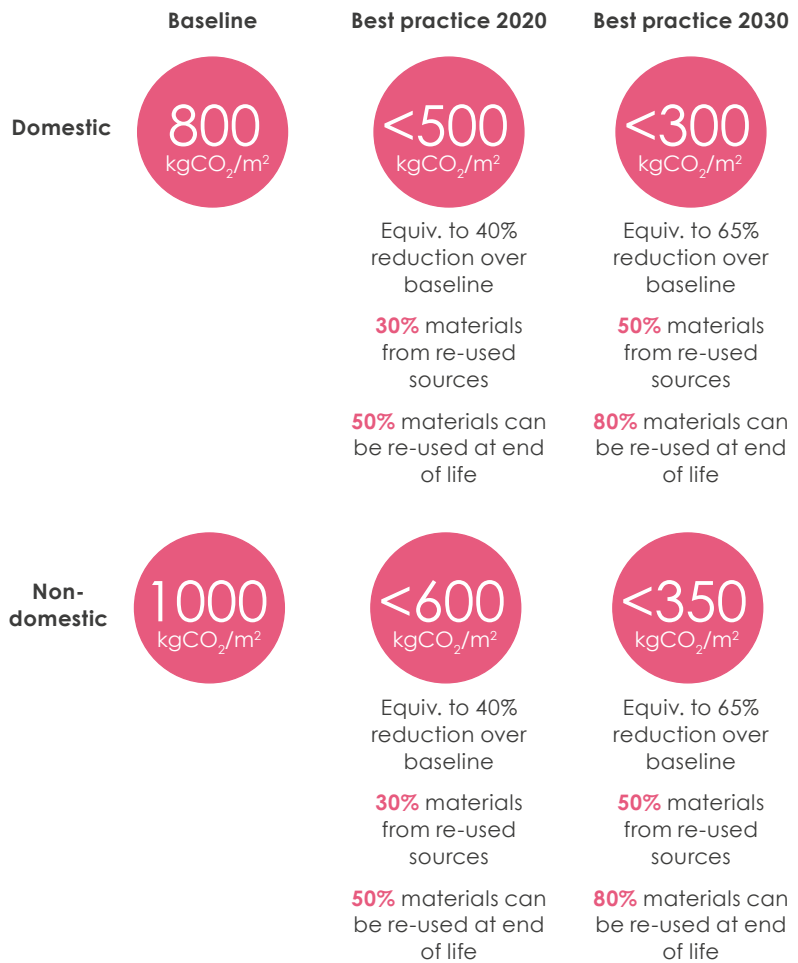 Baseline
Best practice 2020
Best practice 2030
Domestic
800
kgCO₂/m²
<500
kgCO₂/m²
<300
kgCO₂/m²
Equiv. to 40%
reduction over
baseline
30% materials
from re-used
sources
50% materials can
be re-used at end
of life
Equiv. to 65%
reduction over
baseline
50% materials
from re-used
sources
80% materials can
be re-used at end
of life
Non-
domestic
1000
kgCO₂/m²
<600
kgCO₂/m²
<350
kgCO₂/m²
Equiv. to 40%
reduction over
baseline
30% materials
from re-used
sources
50% materials can
be re-used at end
of life
Equiv. to 65%
reduction over
baseline
50% materials
from re-used
sources
80% materials can
be re-used at end
of life